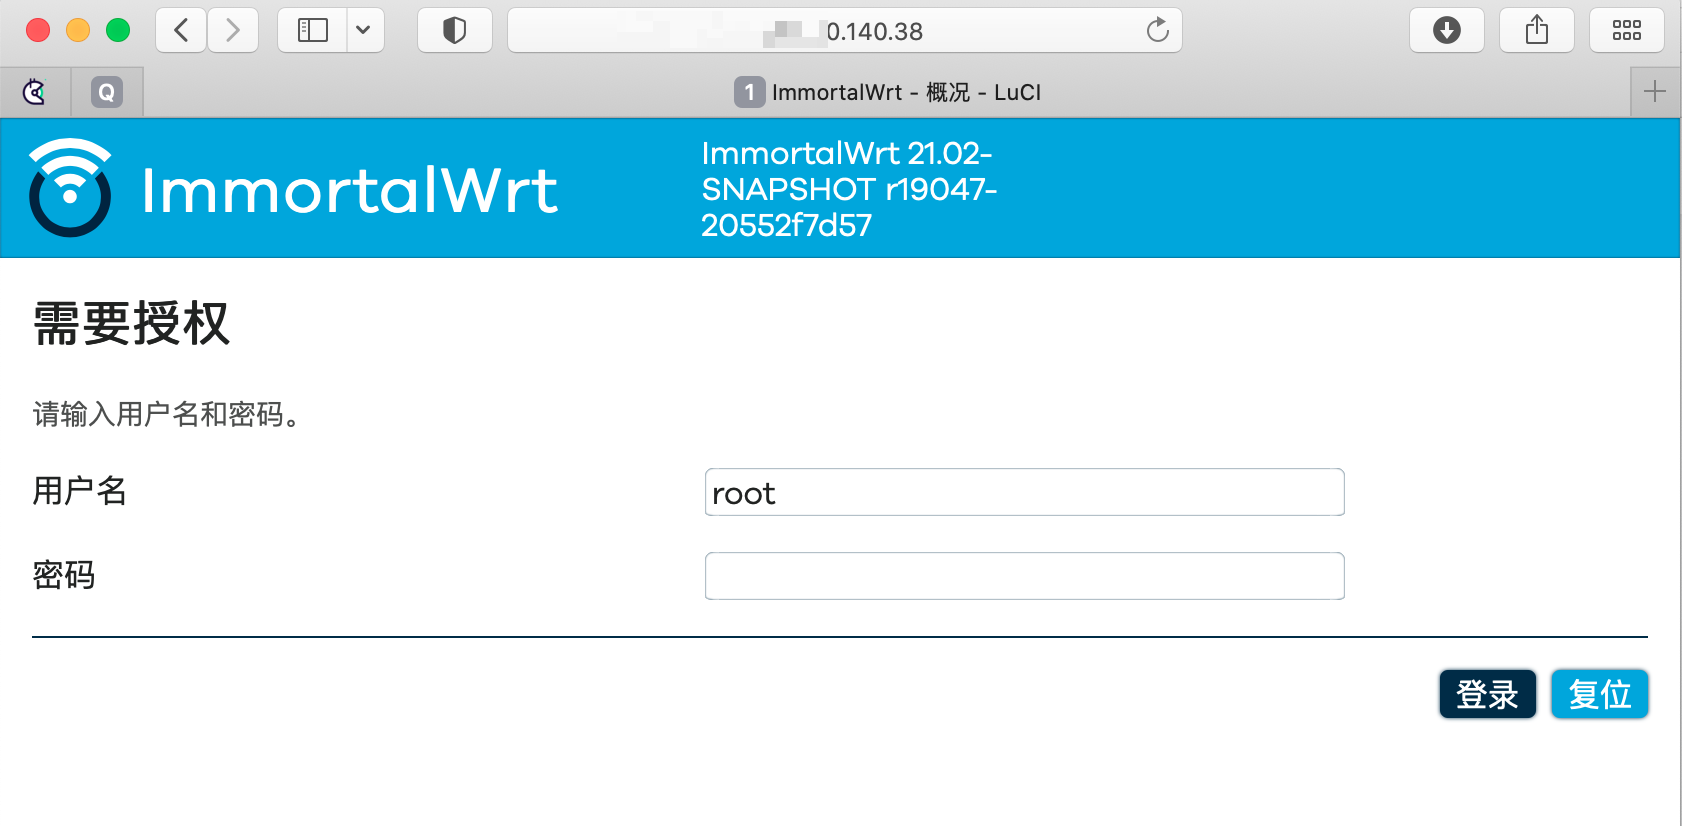 0.140.38
Q
1 ImmortalWrt - 概况 - LuCI
ImmortalWrt
ImmortalWrt 21.02-
SNAPSHOT r19047-
20552f7d57
需要授权
请输入用户名和密码。
用户名
root
密码
登录
复位